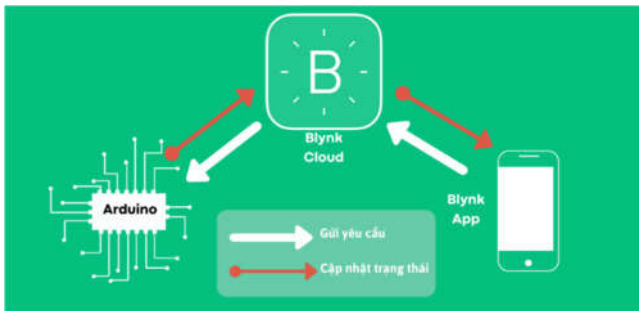 B
Blynk
Cloud
Arduino
Blynk
App
Gửi yêu cầu
Cập nhật trạng thái